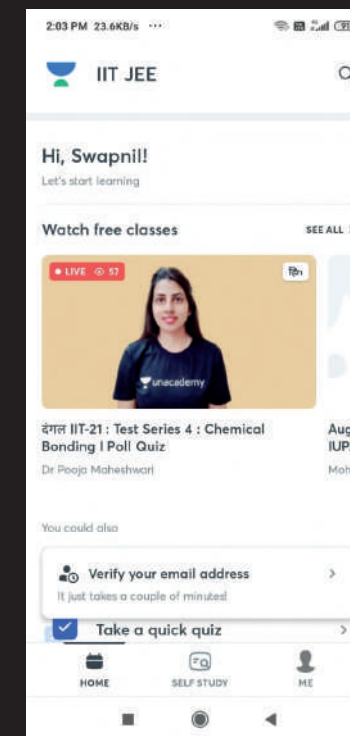 2:03 PM 23.6KB/s ...
IIT JEE
Hi, Swapnil!
Let's start learning
Watch free classes
SEE ALL
LIVE 57
हिn
unacademy
दंगल IIT-21 : Test Series 4 : Chemical
Bonding I Poll Quiz
Dr Pooja Maheshwari
Aug
IUP
Moh
You could also
Verify your email address
It just takes a couple of minutes!
Take a quick quiz
HOME
SELF STUDY
ME